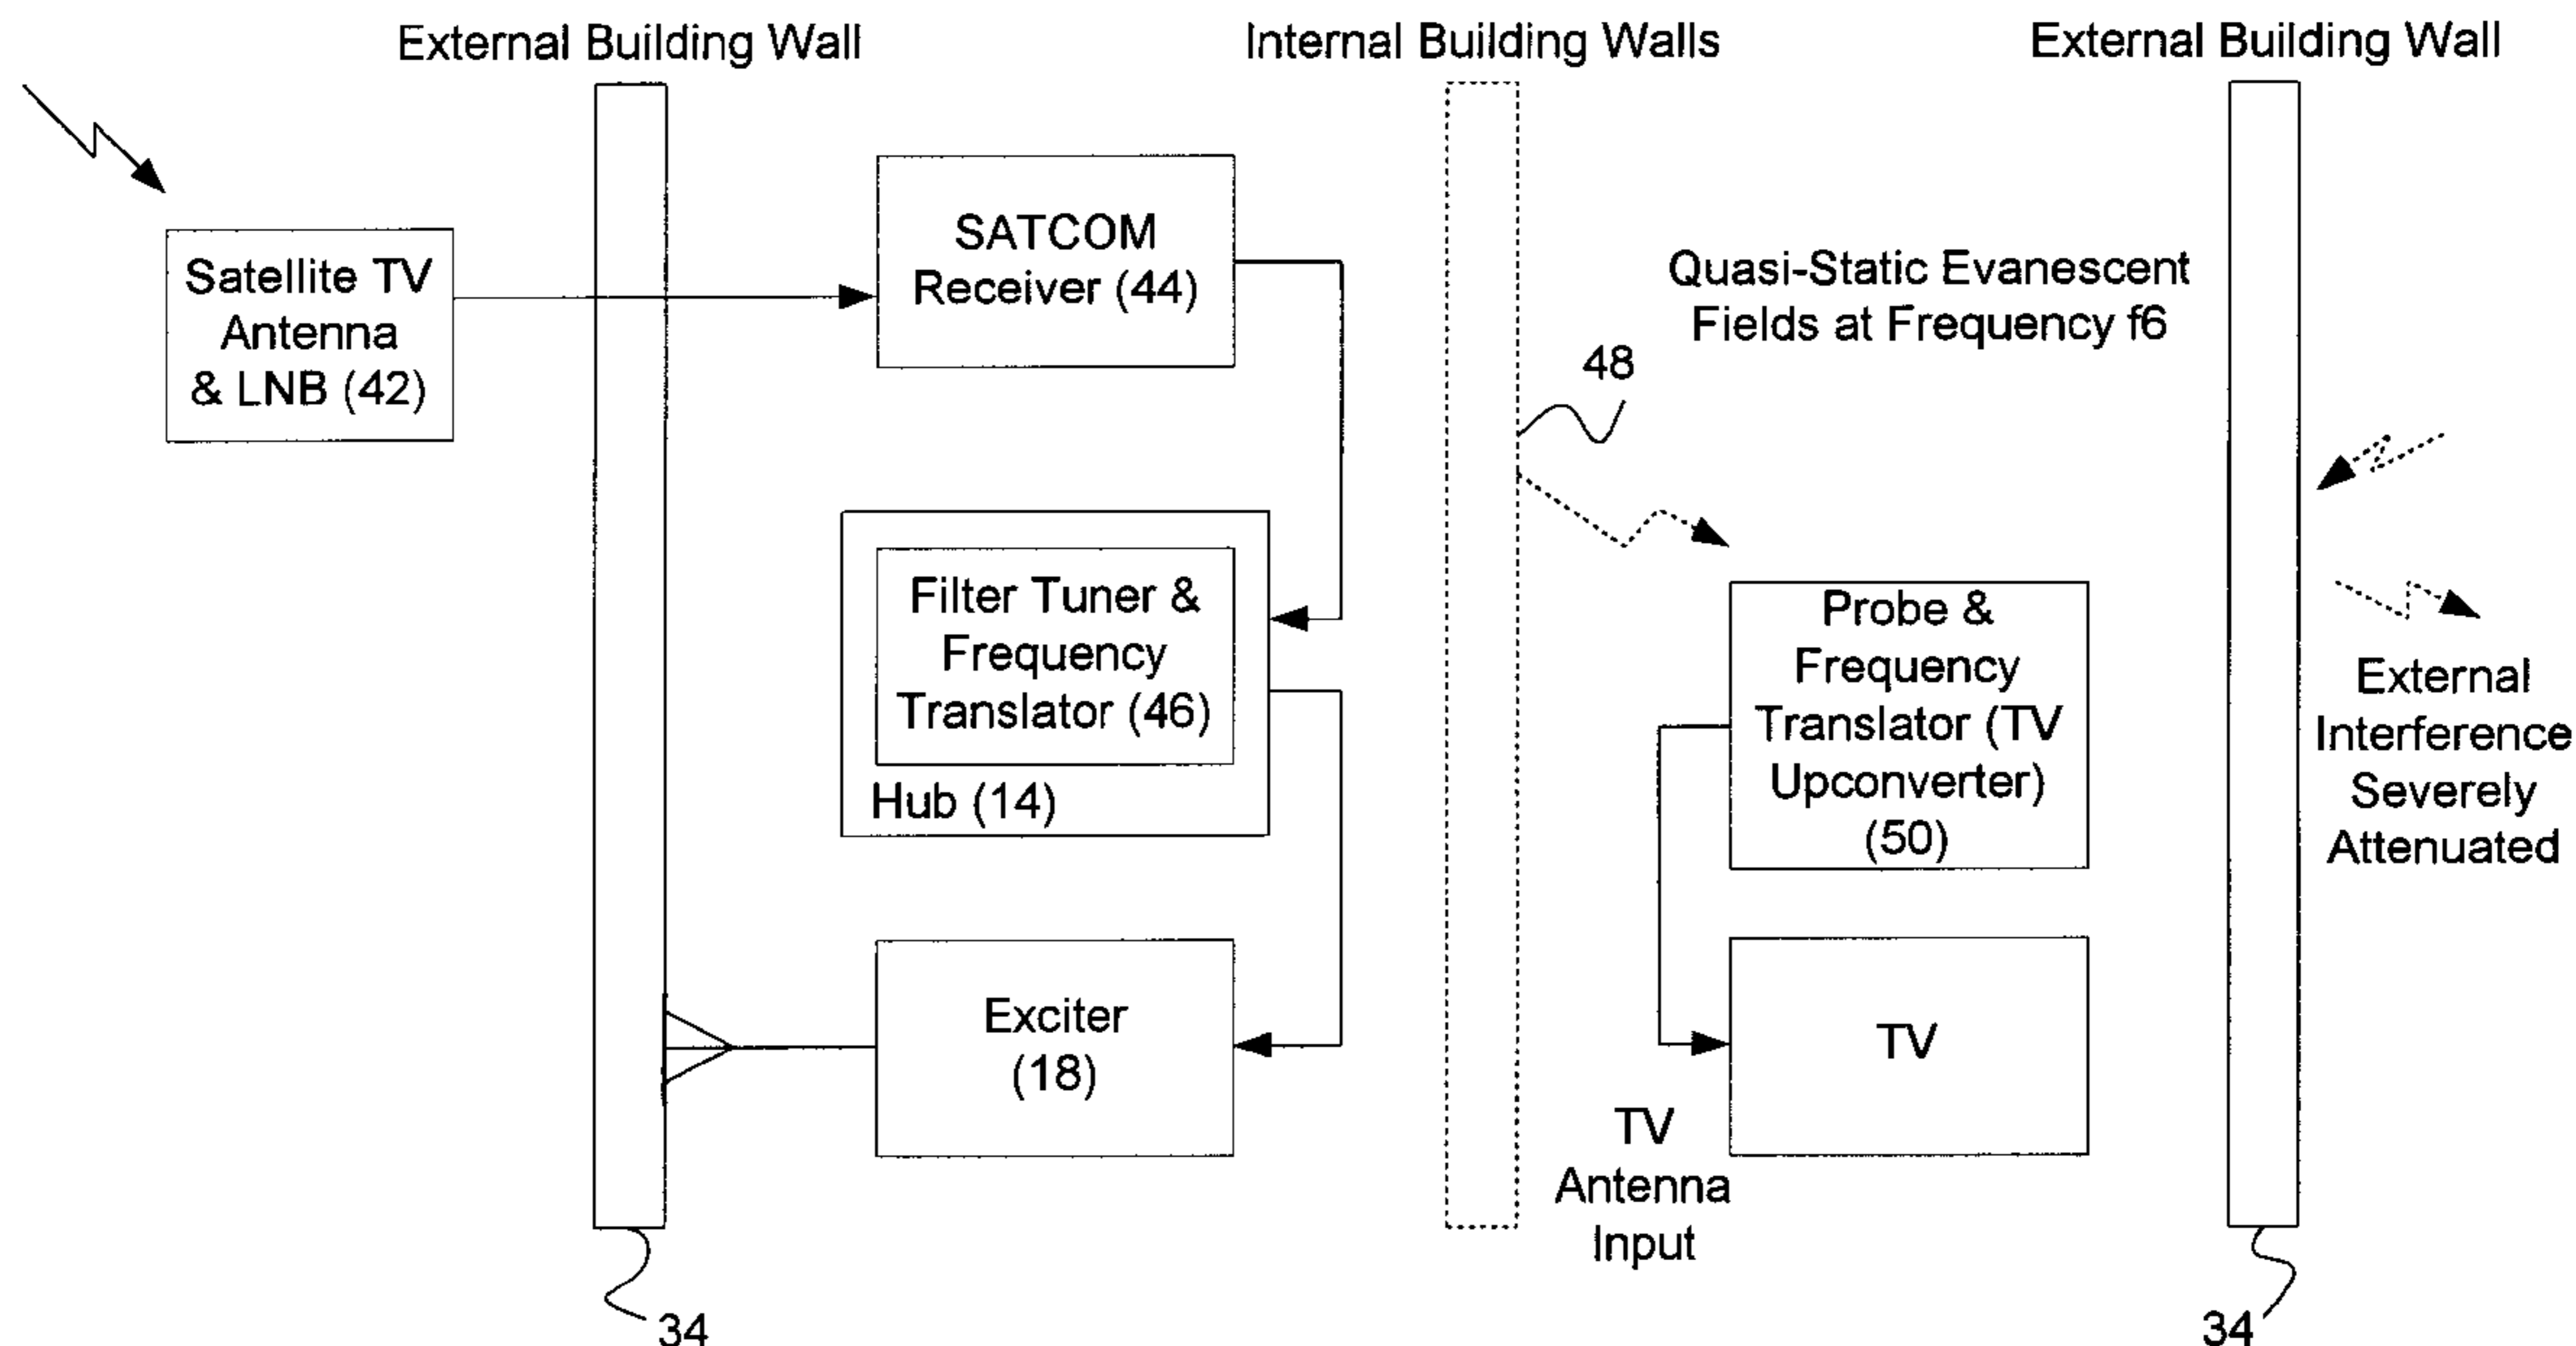 External Building Wall
Internal Building Walls
External Building Wall
Satellite TV
Antenna
& LNB (42)
SATCOM
Receiver (44)
Quasi-Static Evanescent
Fields at Frequency f6
48
Filter Tuner &
Frequency
Translator (46)
Hub (14)
Probe &
Frequency
Translator (TV
Upconverter)
(50)
External
Interference
Severely
Attenuated
Exciter
(18)
TV
TV
Antenna
Input
34
34